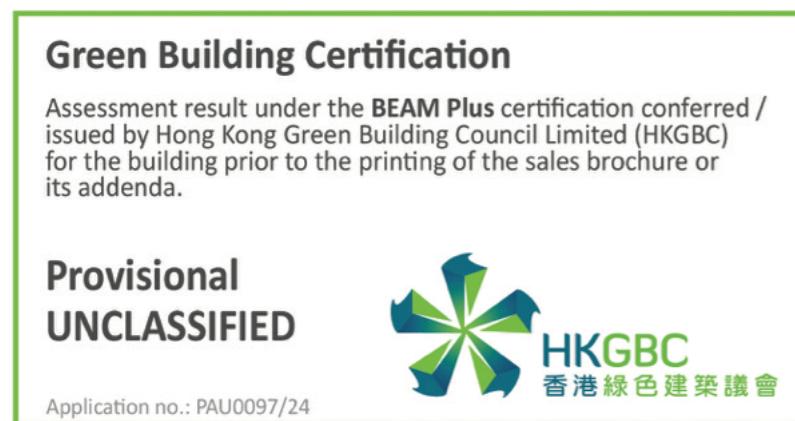 Green Building Certification
Assessment result under the BEAM Plus certification conferred /
issued by Hong Kong Green Building Council Limited (HKGBC)
for the building prior to the printing of the sales brochure or
its addenda.
Provisional
UNCLASSIFIED
HKGBC
香港綠色建築議會
Application no.: PAU0097/24